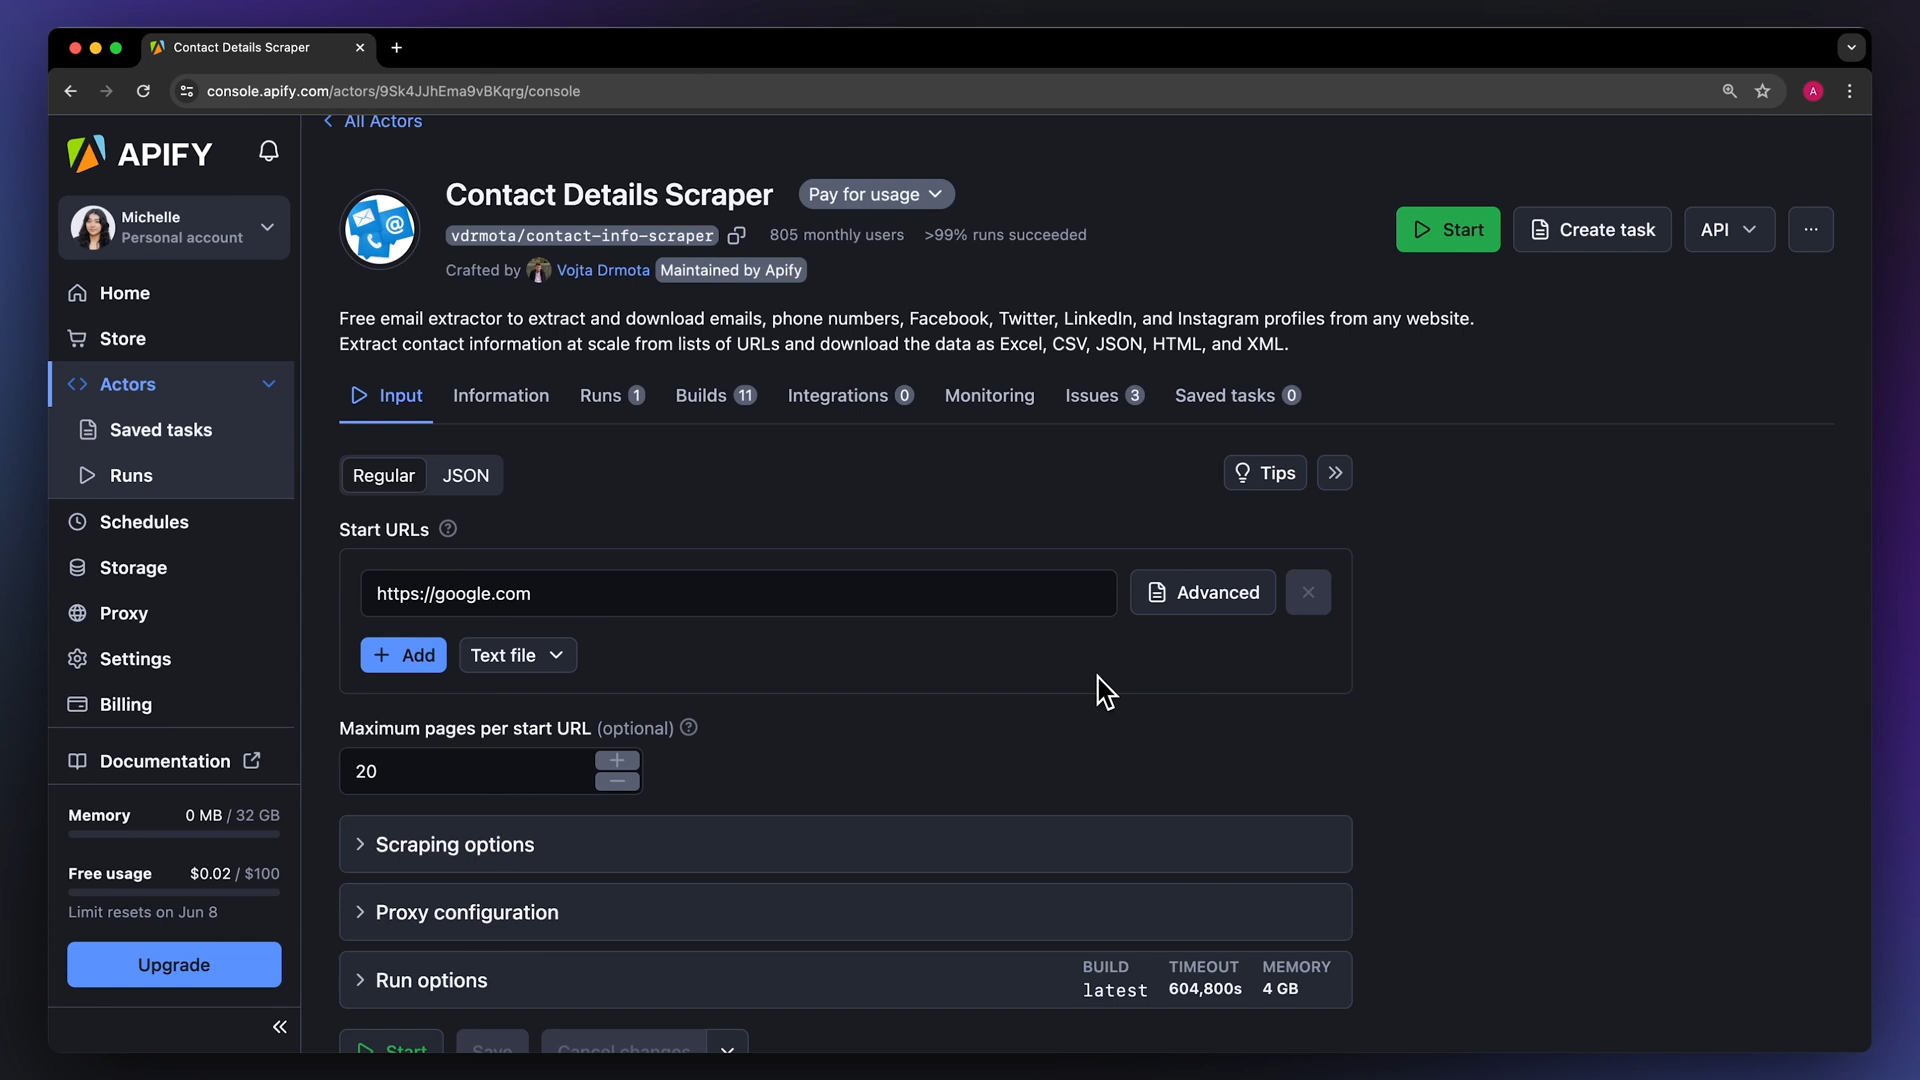 Contact Details Scraper
console.apify.com/actors/9Sk4JJhEma9vBKqrg/console
A
APIFY
Michelle
Personal account
Home
Store
Actors
Saved tasks
Runs
Schedules
Storage
Proxy
Settings
Billing
Documentation
Memory 0 MB / 32 GB
Free usage $0.02 / $100
Limit resets on Jun 8
Upgrade
All Actors
Contact Details Scraper Pay for usage
vdrmota/contact-info-scraper 805 monthly users >99% runs succeeded
Crafted by Vojta Drmota Maintained by Apify
Start Create task API
Free email extractor to extract and download emails, phone numbers, Facebook, Twitter, LinkedIn, and Instagram profiles from any website.
Extract contact information at scale from lists of URLs and download the data as Excel, CSV, JSON, HTML, and XML.
Input Information Runs 1 Builds 11 Integrations 0 Monitoring Issues 3 Saved tasks 0
Regular JSON Tips
Start URLs
https://google.com Advanced
+ Add Text file
Maximum pages per start URL (optional)
20
Scraping options
Proxy configuration
Run options
BUILD TIMEOUT MEMORY
latest 604,800s 4 GB
Start Save Cancel changes